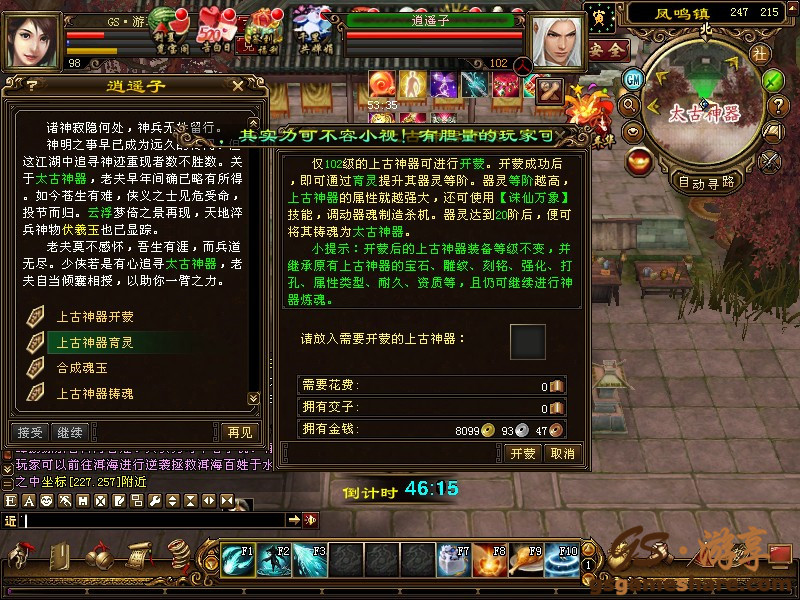 GS·游
98
逍遥子
102
53:35
凤鸣镇 247 215
北
安全
GM
社
太古神器
自动寻路
其实力可不容小视!有胆量的玩家可
?
逍遥子
诸神寂隐何处,神兵无
留行。
神明之事早已成为远久的
但
这江湖中追寻神迹重现者数不胜数。关
于太古神器,老夫早年间确已略有所得
。如今苍生有难,侠义之士见危受命,
投节而归。云浮梦倚之景再现,天地淬
兵神物伏羲玉也已显踪。
老夫莫不感怀,吾生有涯,而兵道
无尽。少侠若是有心追寻太古神器,老
夫自当倾囊相授,以助你一臂之力。
上古神器开蒙
上古神器育灵
合成魂玉
上古神器铸魂
接受
继续
再见
仅102级的上古神器可进行开蒙。开蒙成功后
,即可通过育灵提升其器灵等阶。器灵等阶越高,
上古神器的属性就越强大,还可使用【诛仙万象】
技能,调动器魂制造杀机。器灵达到20阶后,便可
将其铸魂为太古神器。
小提示:开蒙后的上古神器装备等级不变,并
继承原有上古神器的宝石、雕纹、刻铭、强化、打
孔、属性类型、耐久、资质等,且仍可继续进行神
器炼魂。
请放入需要开蒙的上古神器:
需要花费: 0
拥有交子: 0
拥有金钱: 8099 93 47
开蒙
取消
玩家可以前往洱海进行逆袭拯救洱海百姓于水
之中坐标[227.257]附近
倒计时 46:15
近
F1 F2 F3 F7 F8 F9 F10
1
GS·游享
gogameshare.com